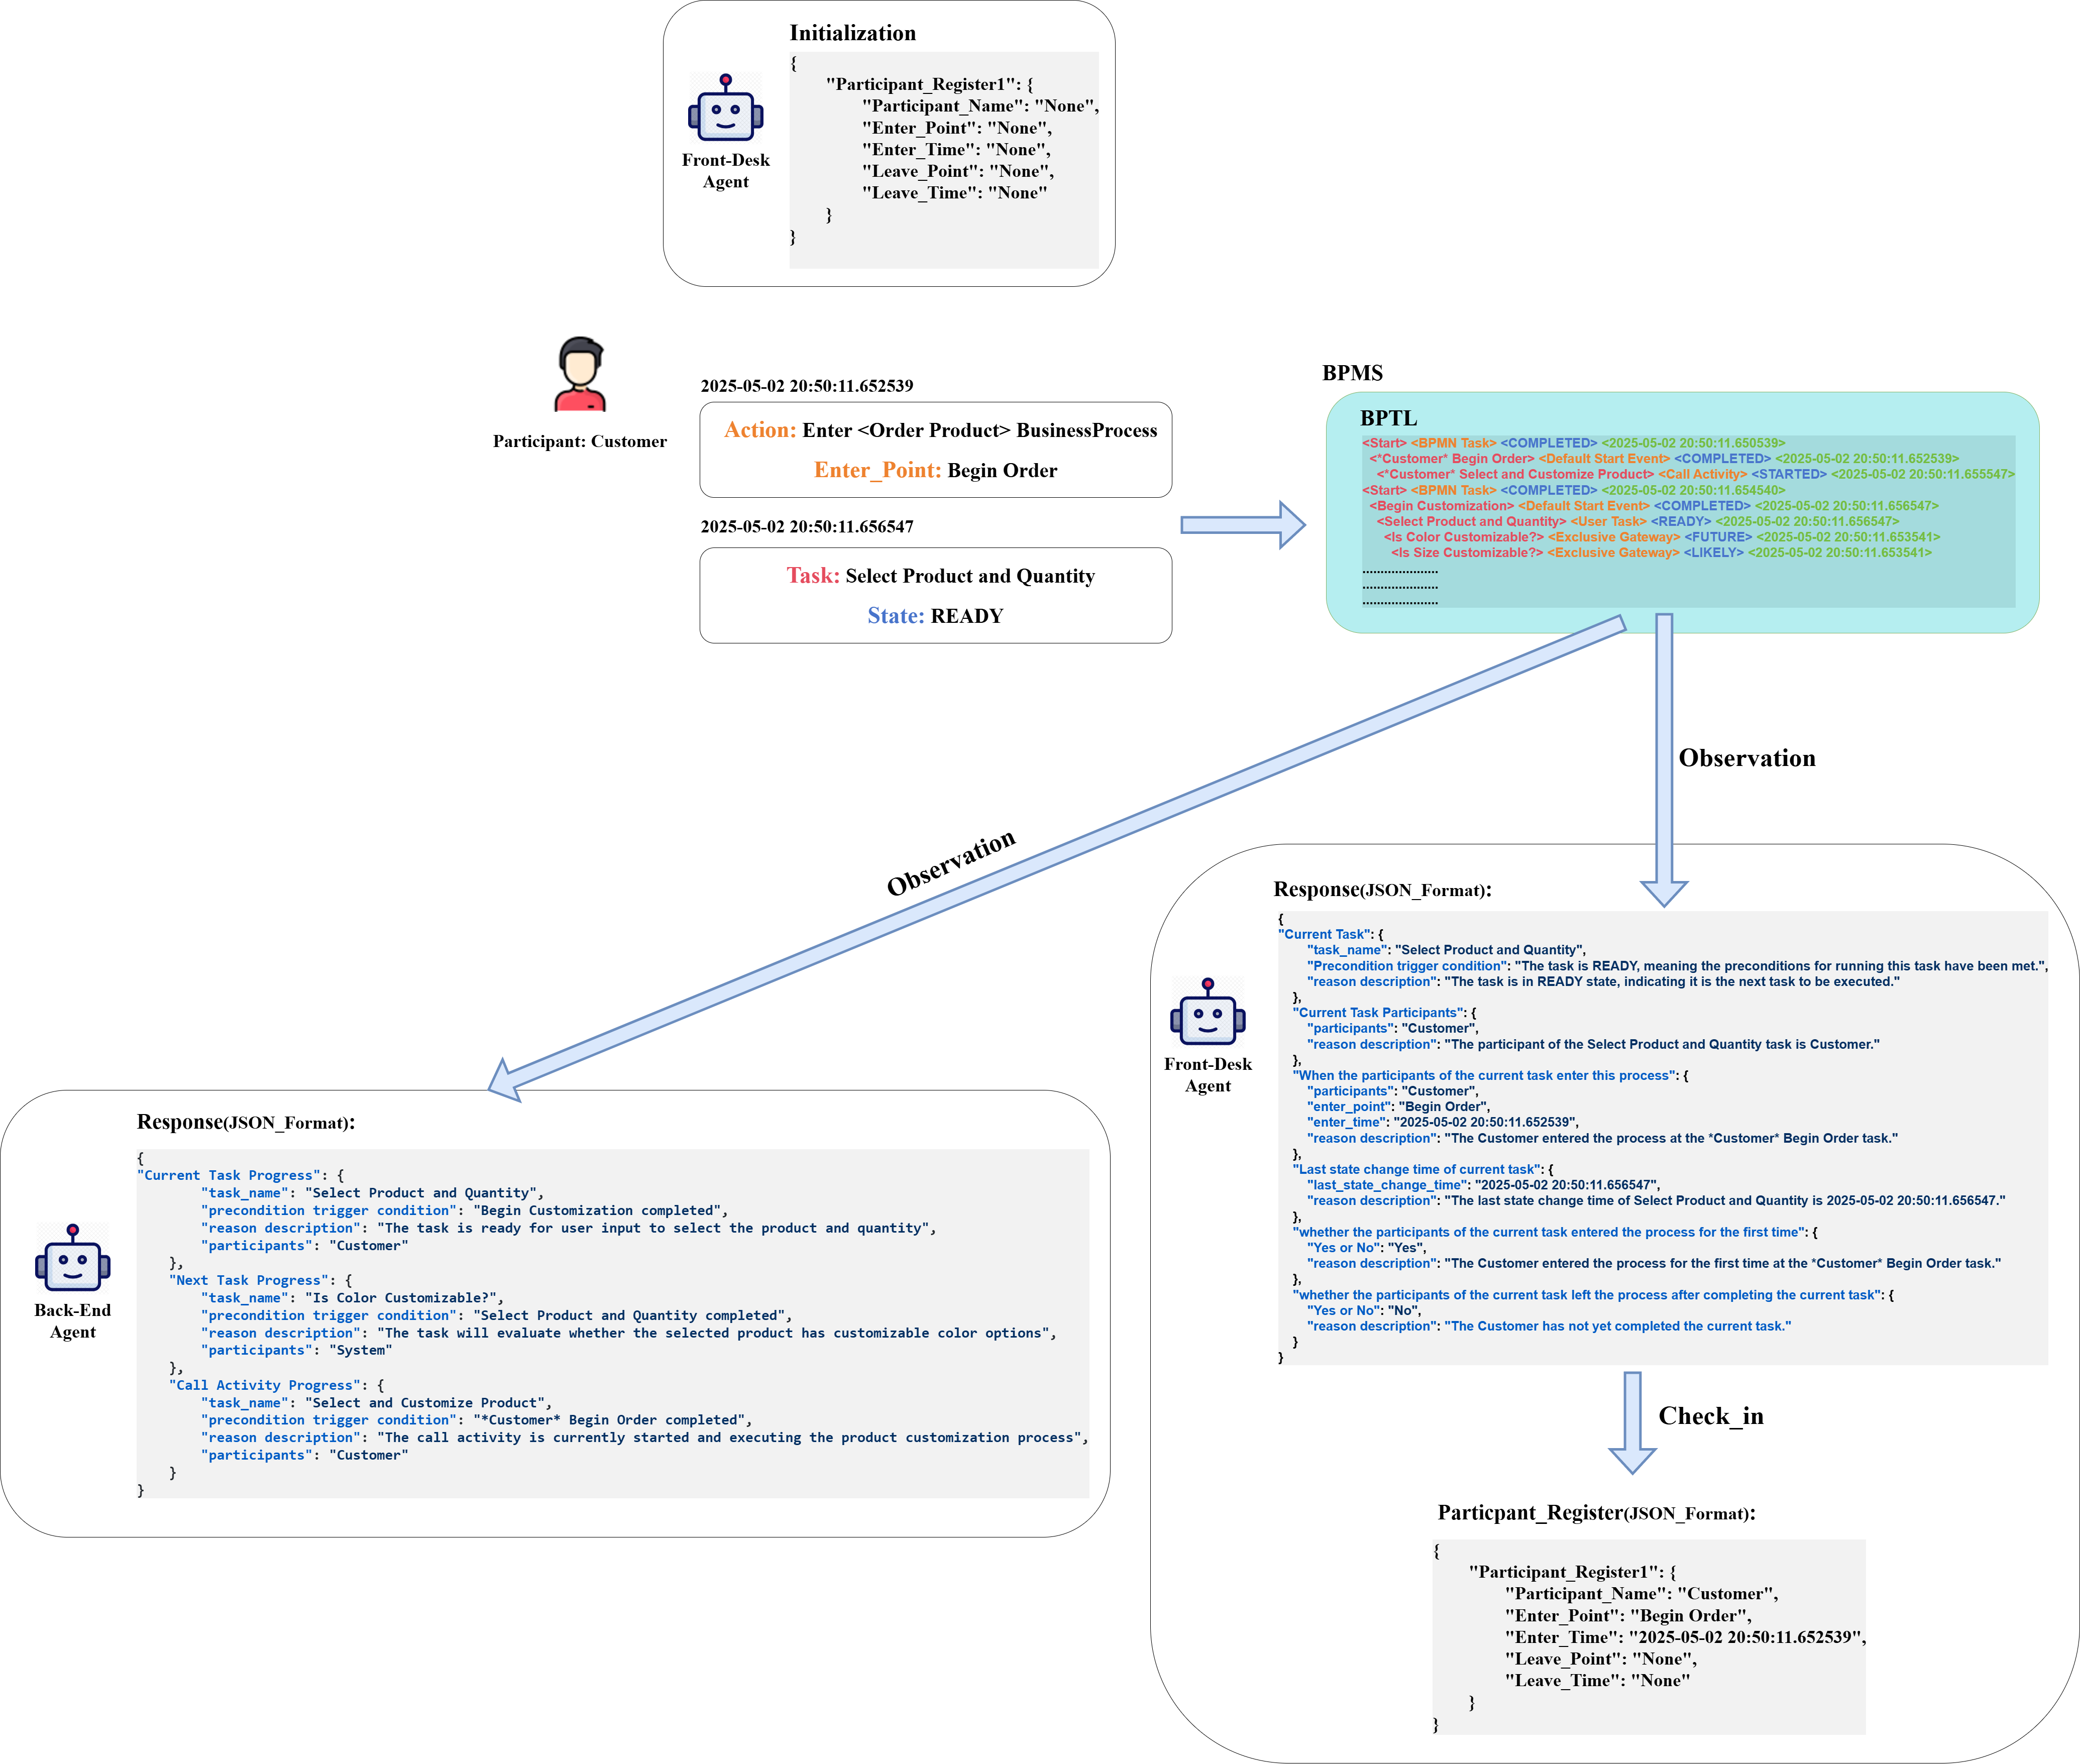 Initialization
{
"Participant_Register1": {
"Participant_Name": "None",
"Enter_Point": "None",
"Enter_Time": "None",
"Leave_Point": "None",
"Leave_Time": "None"
}
}
Front-Desk
Agent
Participant: Customer
2025-05-02 20:50:11.652539
Action: Enter <Order Product> BusinessProcess
Enter_Point: Begin Order
2025-05-02 20:50:11.656547
Task: Select Product and Quantity
State: READY
BPMS
BPTL
<Start> <BPMN Task> <COMPLETED> <2025-05-02 20:50:11.650539>
<*Customer* Begin Order> <Default Start Event> <COMPLETED> <2025-05-02 20:50:11.652539>
<*Customer* Select and Customize Product> <Call Activity> <STARTED> <2025-05-02 20:50:11.655547>
<Start> <BPMN Task> <COMPLETED> <2025-05-02 20:50:11.654540>
<Begin Customization> <Default Start Event> <COMPLETED> <2025-05-02 20:50:11.656547>
<Select Product and Quantity> <User Task> <READY> <2025-05-02 20:50:11.656547>
<Is Color Customizable?> <Exclusive Gateway> <FUTURE> <2025-05-02 20:50:11.653541>
<Is Size Customizable?> <Exclusive Gateway> <LIKELY> <2025-05-02 20:50:11.653541>
.....................
.....................
.....................
Observation
Observation
Response(JSON_Format):
{
"Current Task Progress": {
"task_name": "Select Product and Quantity",
"precondition trigger condition": "Begin Customization completed",
"reason description": "The task is ready for user input to select the product and quantity",
"participants": "Customer"
},
"Next Task Progress": {
"task_name": "Is Color Customizable?",
"precondition trigger condition": "Select Product and Quantity completed",
"reason description": "The task will evaluate whether the selected product has customizable color options",
"participants": "System"
},
"Call Activity Progress": {
"task_name": "Select and Customize Product",
"precondition trigger condition": "*Customer* Begin Order completed",
"reason description": "The call activity is currently started and executing the product customization process",
"participants": "Customer"
}
}
Back-End
Agent
Response(JSON_Format):
{
"Current Task": {
"task_name": "Select Product and Quantity",
"Precondition trigger condition": "The task is READY, meaning the preconditions for running this task have been met.",
"reason description": "The task is in READY state, indicating it is the next task to be executed."
},
"Current Task Participants": {
"participants": "Customer",
"reason description": "The participant of the Select Product and Quantity task is Customer."
},
"When the participants of the current task enter this process": {
"participants": "Customer",
"enter_point": "Begin Order",
"enter_time": "2025-05-02 20:50:11.652539",
"reason description": "The Customer entered the process at the *Customer* Begin Order task."
},
"Last state change time of current task": {
"last_state_change_time": "2025-05-02 20:50:11.656547",
"reason description": "The last state change time of Select Product and Quantity is 2025-05-02 20:50:11.656547."
},
"whether the participants of the current task entered the process for the first time": {
"Yes or No": "Yes",
"reason description": "The Customer entered the process for the first time at the *Customer* Begin Order task."
},
"whether the participants of the current task left the process after completing the current task": {
"Yes or No": "No",
"reason description": "The Customer has not yet completed the current task."
}
}
Front-Desk
Agent
Check_in
Particpant_Register(JSON_Format):
{
"Participant_Register1": {
"Participant_Name": "Customer",
"Enter_Point": "Begin Order",
"Enter_Time": "2025-05-02 20:50:11.652539",
"Leave_Point": "None",
"Leave_Time": "None"
}
}